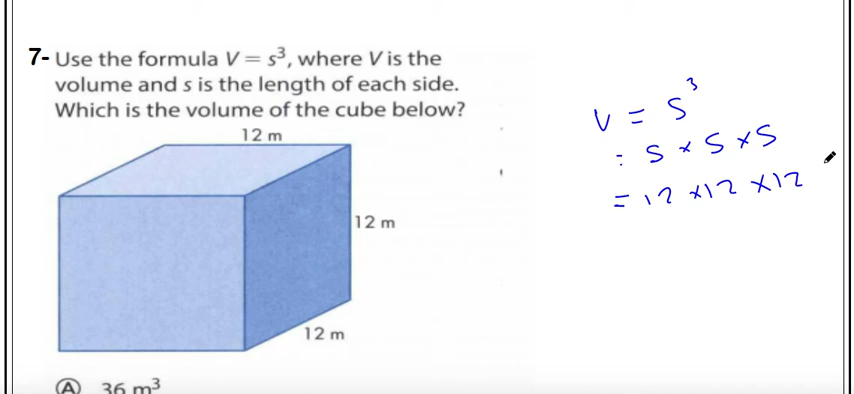 7- Use the formula V = s³, where V is the
volume and s is the length of each side.
Which is the volume of the cube below?
12 m
12 m
12 m
Ⓐ 36 m³
V = S³
= S × S × S
= 12 × 12 × 12